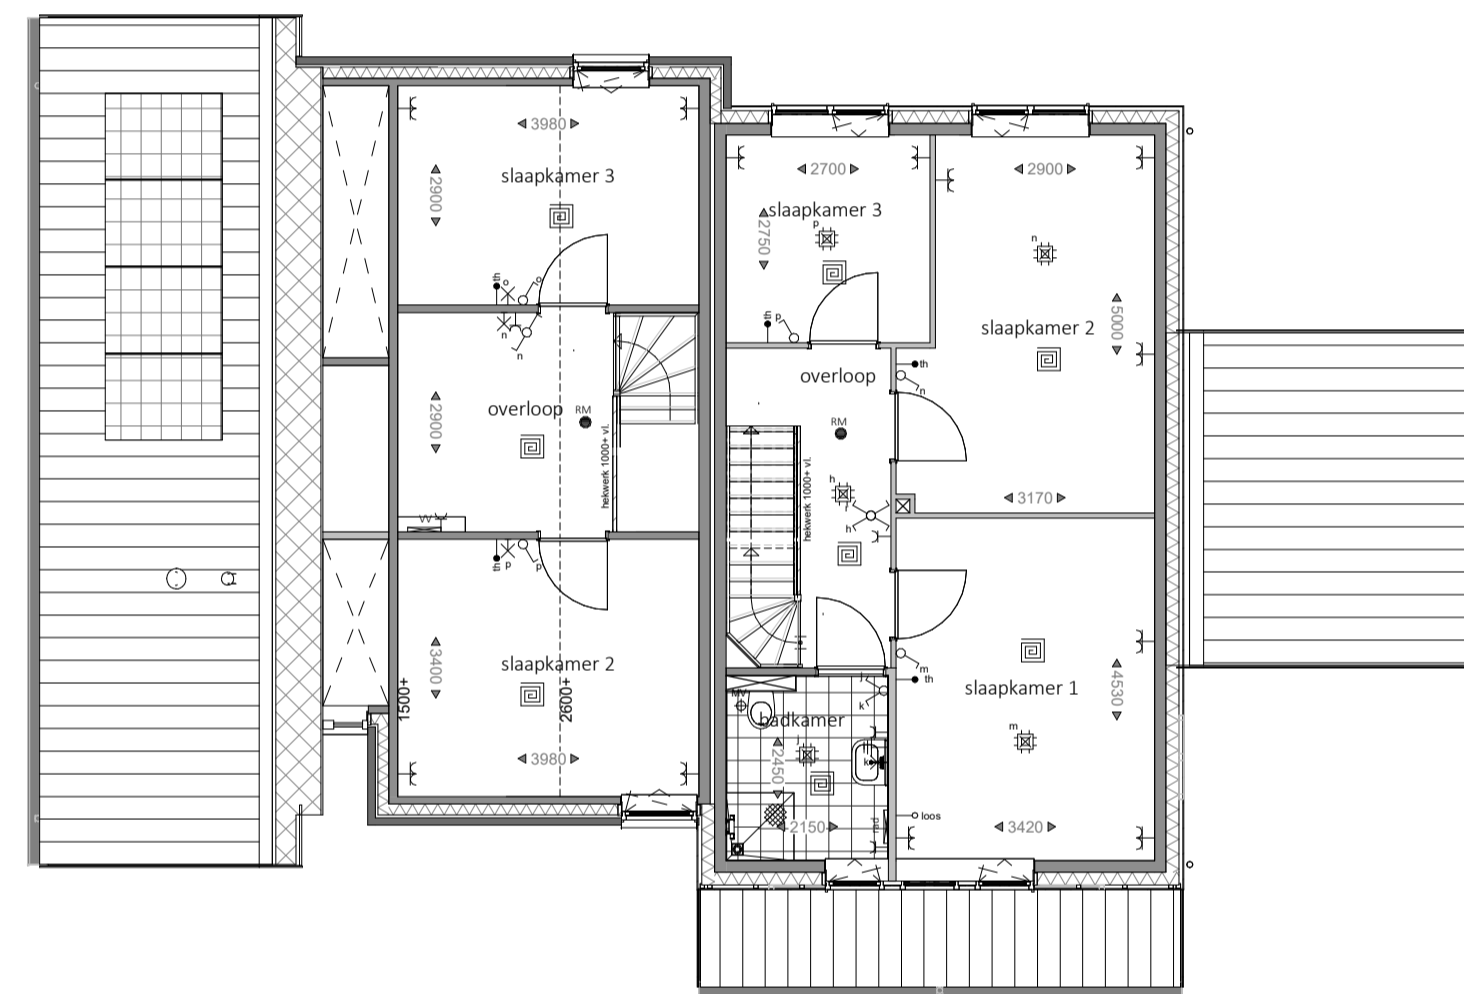 3980
2900
slaapkamer 3
th
o
o
n
n
2900
overloop
RM
hekwerk 1000+ vl.
th
p
p
3400
slaapkamer 2
1500+
2600+
3980
2700
slaapkamer 3
2750
p
th
p
2900
n
slaapkamer 2
5000
th
n
3170
overloop
RM
h
hekwerk 1000+ vl.
h
m
th
slaapkamer 1
4530
m
MV
badkamer
k
2450
k
2150
rad
loos
3420